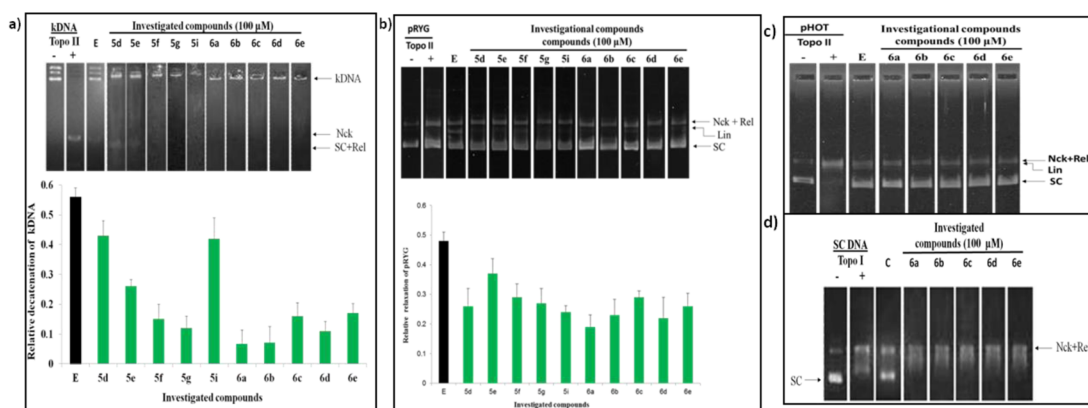 a)
kDNA
Topo II
- +
Investigated compounds (100 µM)
E 5d 5e 5f 5g 5i 6a 6b 6c 6d 6e
kDNA
Nck
SC+Rel
Relative decatenation of kDNA
0.6
0.5
0.4
0.3
0.2
0.1
0
E 5d 5e 5f 5g 5i 6a 6b 6c 6d 6e
Investigated compounds
b)
pRYG
Topo II
- +
Investigational compounds
compounds (100 µM)
E 5d 5e 5f 5g 5i 6a 6b 6c 6d 6e
Nck + Rel
Lin
SC
Relative relaxation of pRYG
0.6
0.5
0.4
0.3
0.2
0.1
0
E 5d 5e 5f 5g 5i 6a 6b 6c 6d 6e
Investigated compounds
c)
pHOT
Topo II
- +
Investigational compounds
compounds (100 µM)
E 6a 6b 6c 6d 6e
Nck+Rel
Lin
SC
d)
SC DNA
Topo I
- +
Investigated
compounds (100 µM)
C 6a 6b 6c 6d 6e
Nck+Rel
SC